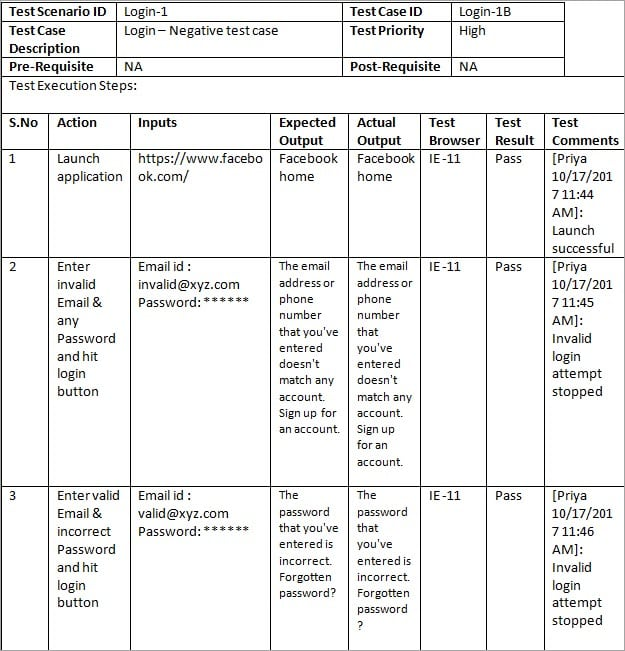 Test Scenario ID Login-1 Test Case ID Login-1B
Test Case Description Login – Negative test case Test Priority High
Pre-Requisite NA Post-Requisite NA
Test Execution Steps:
S.No Action Inputs Expected Output Actual Output Test Browser Test Result Test Comments
1 Launch application https://www.facebook.com/ Facebook home Facebook home IE-11 Pass [Priya 10/17/2017 11:44 AM]: Launch successful
2 Enter invalid Email & any Password and hit login button Email id : invalid@xyz.com Password: ****** The email address or phone number that you've entered doesn't match any account. Sign up for an account. The email address or phone number that you've entered doesn't match any account. Sign up for an account. IE-11 Pass [Priya 10/17/2017 11:45 AM]: Invalid login attempt stopped
3 Enter valid Email & incorrect Password and hit login button Email id : valid@xyz.com Password: ****** The password that you've entered is incorrect. Forgotten password? The password that you've entered is incorrect. Forgotten password ? IE-11 Pass [Priya 10/17/2017 11:46 AM]: Invalid login attempt stopped